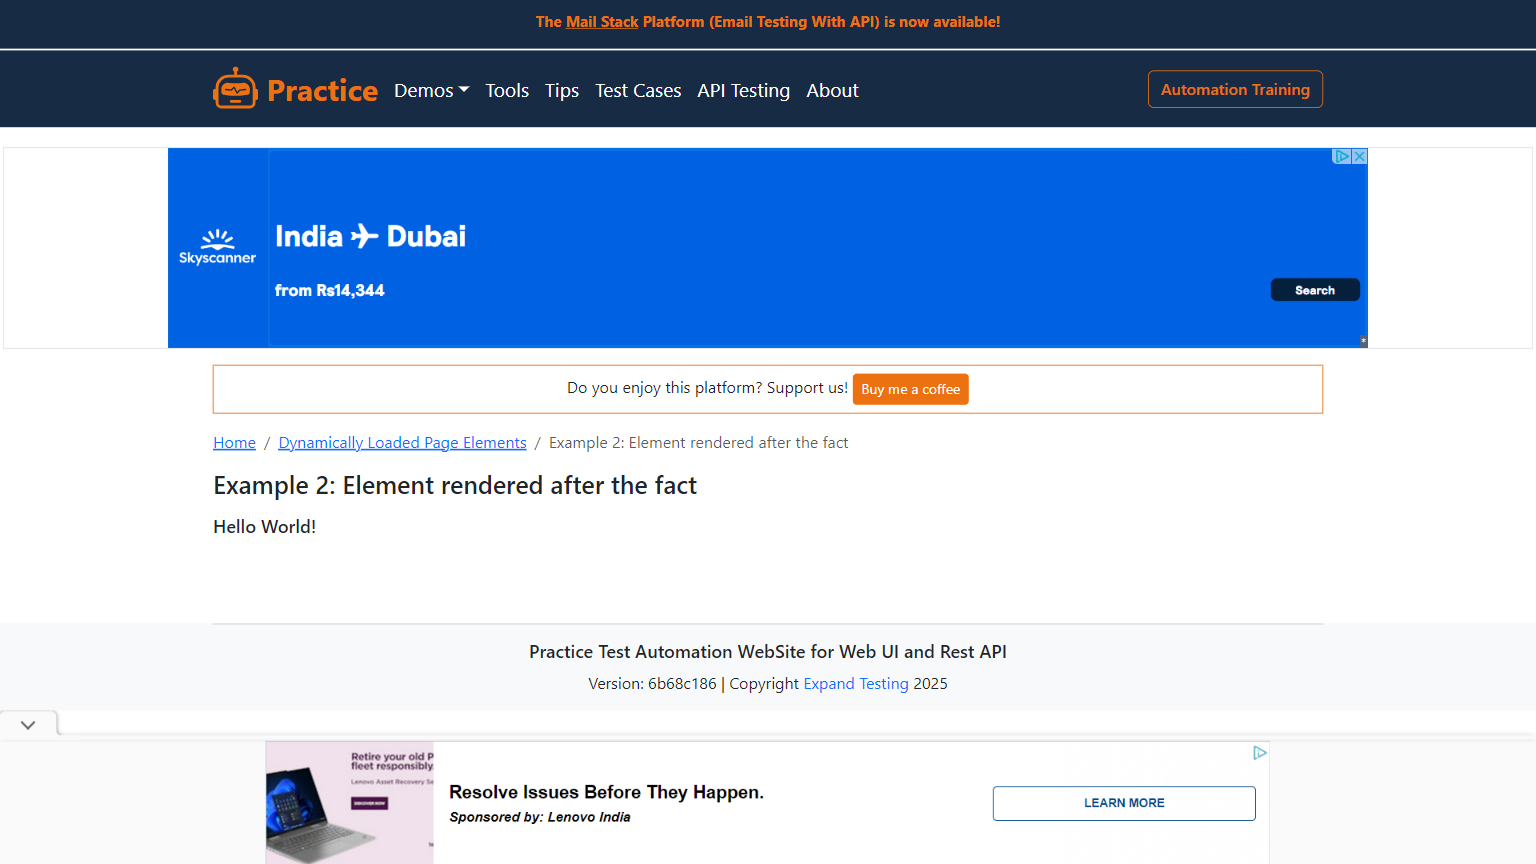 The Mail Stack Platform (Email Testing With API) is now available!
Practice
Demos
Tools
Tips
Test Cases
API Testing
About
Automation Training
Skyscanner
India ✈ Dubai
from Rs14,344
Search
Do you enjoy this platform? Support us! Buy me a coffee
Home / Dynamically Loaded Page Elements / Example 2: Element rendered after the fact
Example 2: Element rendered after the fact
Hello World!
Practice Test Automation WebSite for Web UI and Rest API
Version: 6b68c186 | Copyright Expand Testing 2025
Retire your old P
fleet responsibly
Lenovo Asset Recovery Se
DISCOVER NOW
Resolve Issues Before They Happen.
Sponsored by: Lenovo India
LEARN MORE